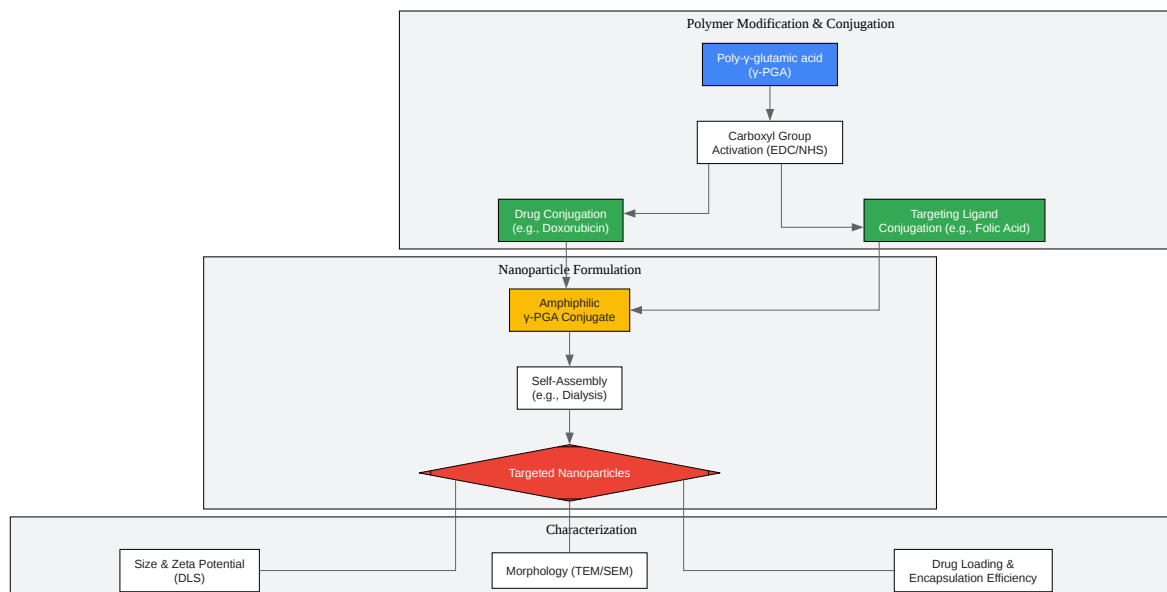 Polymer Modification & Conjugation
Poly-γ-glutamic acid
(γ-PGA)
Carboxyl Group
Activation (EDC/NHS)
Drug Conjugation
(e.g., Doxorubicin)
Targeting Ligand
Conjugation (e.g., Folic Acid)
Nanoparticle Formulation
Amphiphilic
γ-PGA Conjugate
Self-Assembly
(e.g., Dialysis)
Targeted Nanoparticles
Characterization
Size & Zeta Potential
(DLS)
Morphology (TEM/SEM)
Drug Loading &
Encapsulation Efficiency